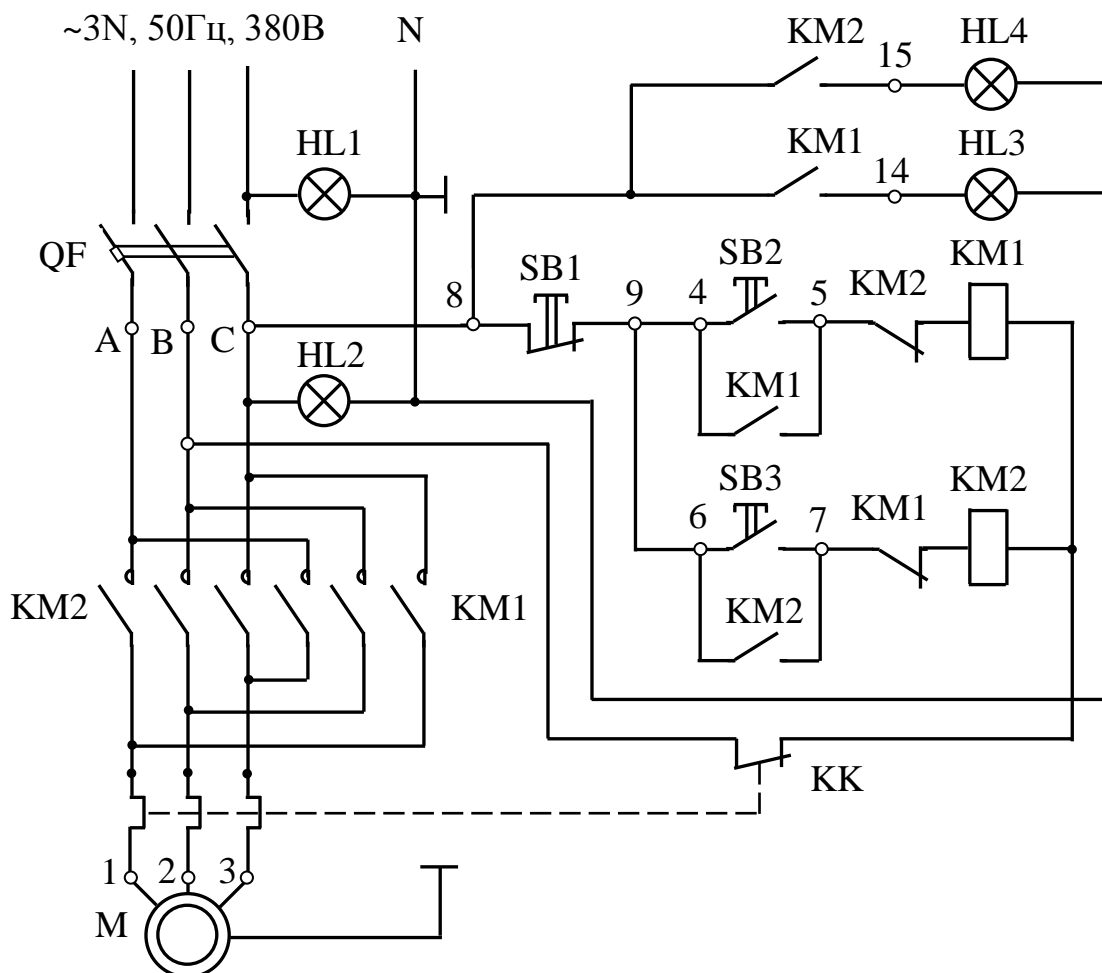 ~3N, 50Гц, 380В N
KM2 15 HL4
HL1 KM1 14 HL3
QF SB1 SB2 KM1
8 9 4 5 KM2
A B C
HL2 KM1
SB3 KM2
6 7 KM1
KM2 KM1 KM2
KK
1 2 3
M